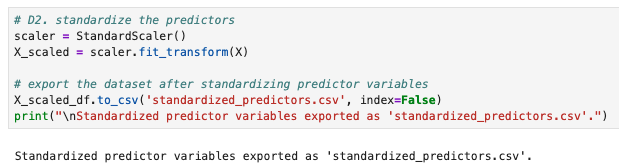 # D2. standardize the predictors
scaler = StandardScaler()
X_scaled = scaler.fit_transform(X)
# export the dataset after standardizing predictor variables
X_scaled_df.to_csv('standardized_predictors.csv', index=False)
print("\nStandardized predictor variables exported as 'standardized_predictors.csv'.")
Standardized predictor variables exported as 'standardized_predictors.csv'.